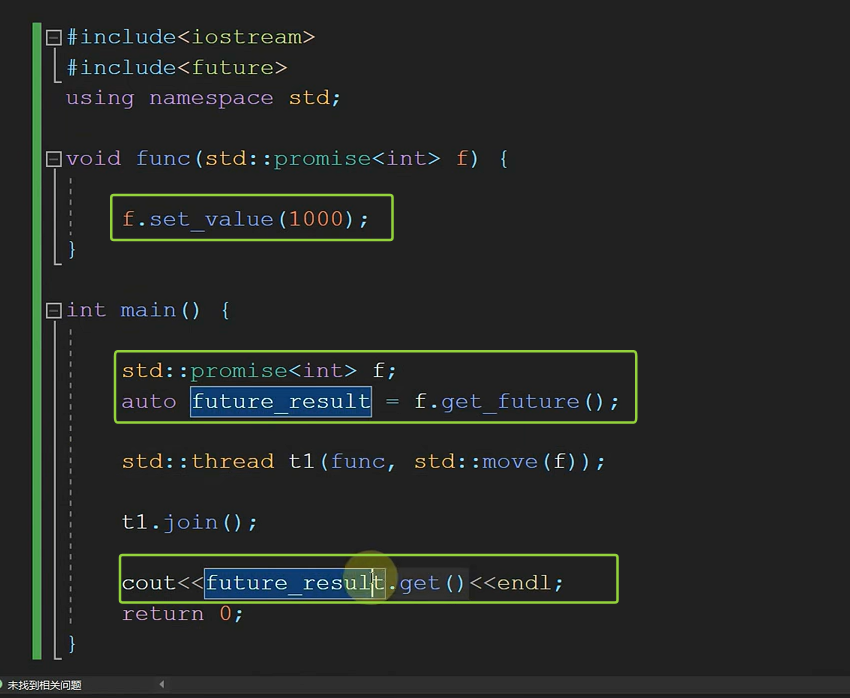 #include<iostream>
#include<future>
using namespace std;
void func(std::promise<int> f) {
f.set_value(1000);
}
int main() {
std::promise<int> f;
auto future_result = f.get_future();
std::thread t1(func, std::move(f));
t1.join();
cout<<future_result.get()<<endl;
return 0;
}
未找到相关问题